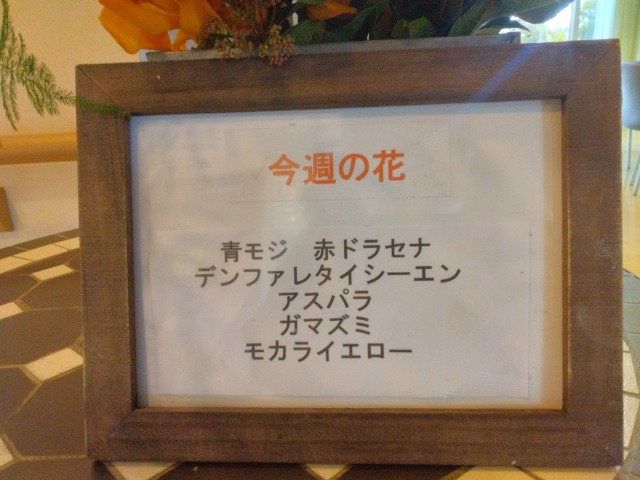 今週の花
青モジ　赤ドラセナ
デンファレタイシーエン
アスパラ
ガマズミ
モカライエロー